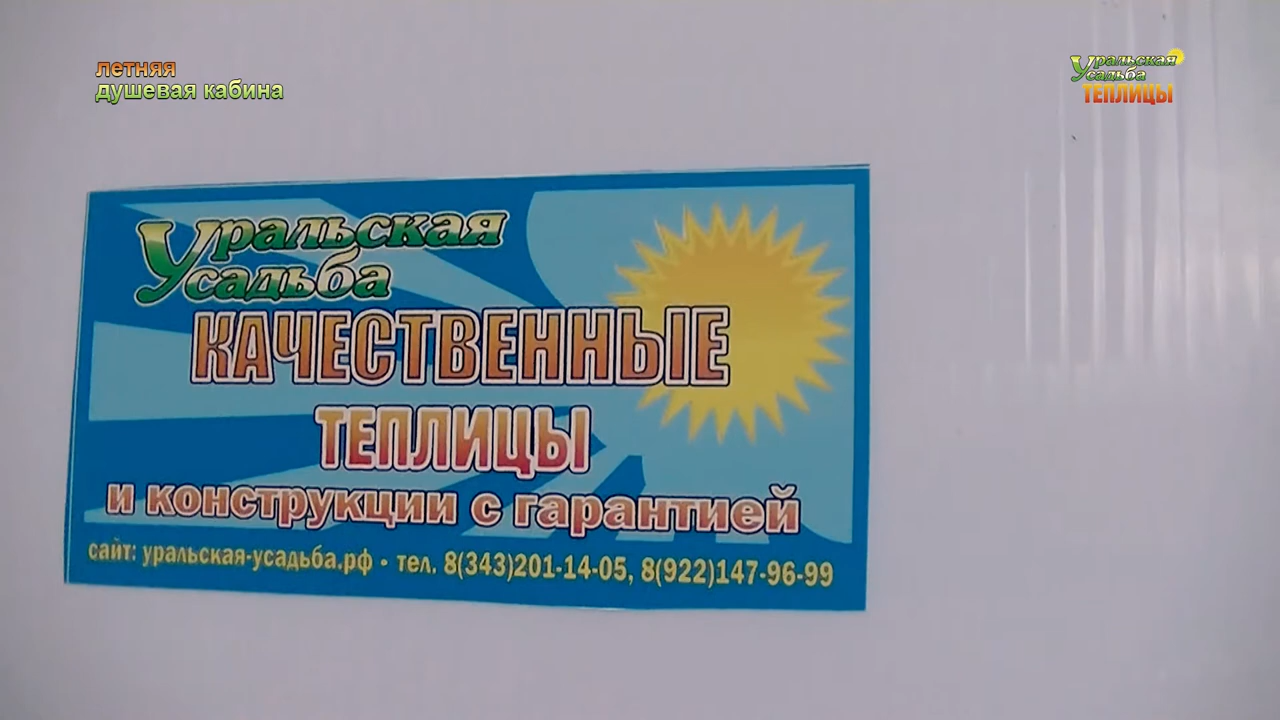 летняя
душевая кабина
Уральская
Усадьба
ТЕПЛИЦЫ
Уральская
Усадьба
КАЧЕСТВЕННЫЕ
ТЕПЛИЦЫ
и конструкции с гарантией
сайт: уральская-усадьба.рф • тел. 8(343)201-14-05, 8(922)147-96-99